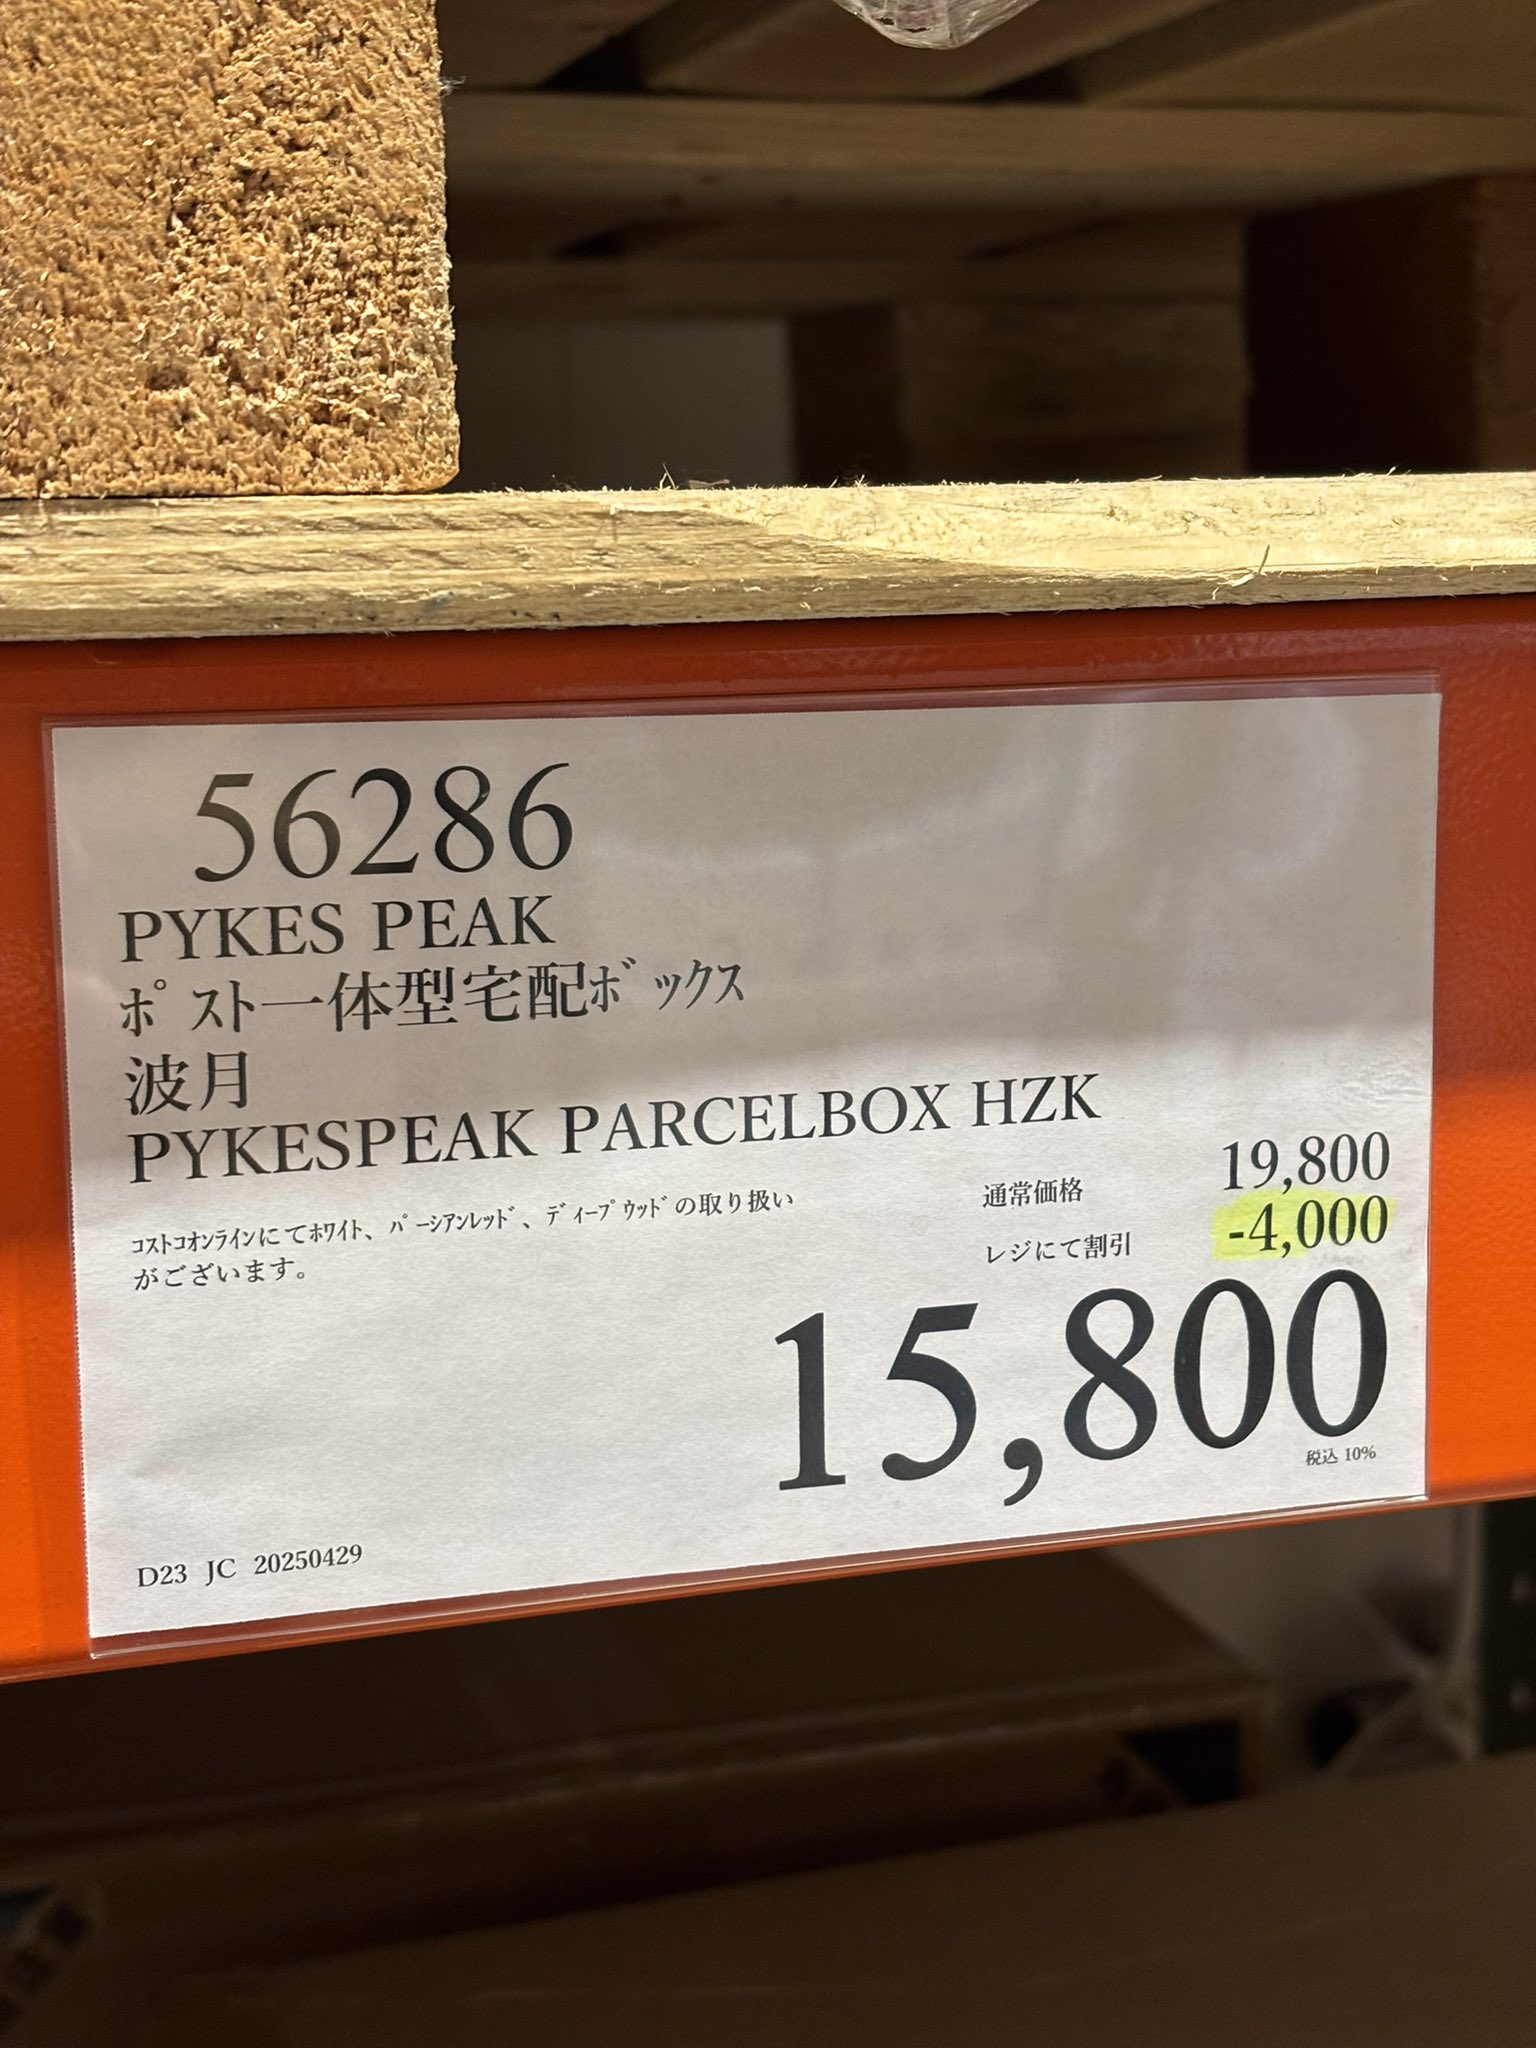 56286
PYKES PEAK
ﾎﾟｽﾄ一体型宅配ﾎﾞｯｸｽ
波月
PYKESPEAK PARCELBOX HZK
ｺｽﾄｺｵﾝﾗｲﾝにてﾎﾜｲﾄ、ﾊﾟｰｼｱﾝﾚｯﾄﾞ、ﾃﾞｨｰﾌﾟｳｯﾄﾞの取り扱い
がございます。
通常価格 19,800
レジにて割引 -4,000
15,800
税込 10%
D23 JC 20250429